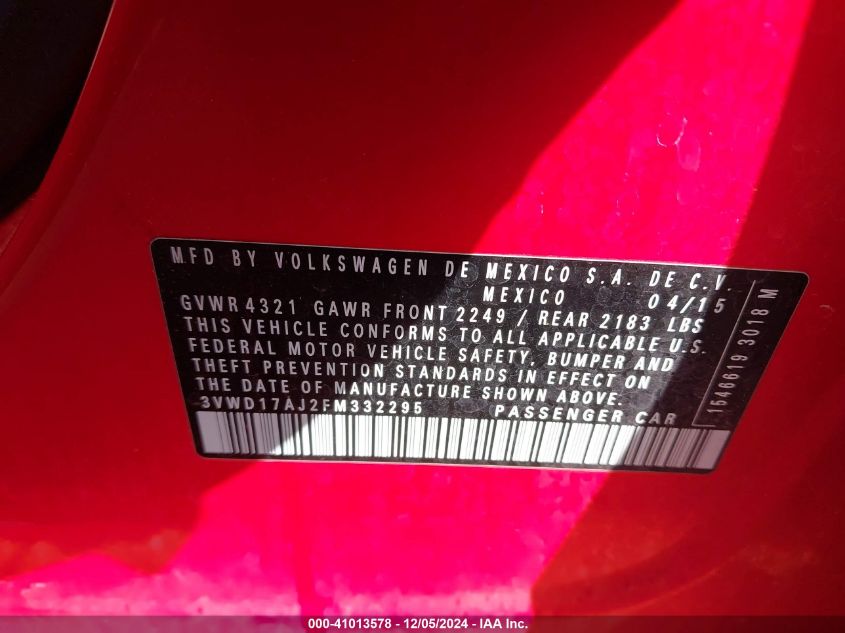 MFD BY VOLKSWAGEN DE MEXICO S.A. DE C.V.
MEXICO 04/15
GVWR 4321 GAWR FRONT 2249 / REAR 2183 LBS
THIS VEHICLE CONFORMS TO ALL APPLICABLE U.S.
FEDERAL MOTOR VEHICLE SAFETY, BUMPER AND
THEFT PREVENTION STANDARDS IN EFFECT ON
THE DATE OF MANUFACTURE SHOWN ABOVE.
3VWD17AJ2FM332295 PASSENGER CAR
1546619 3018 M
000-41013578 - 12/05/2024 - IAA Inc.